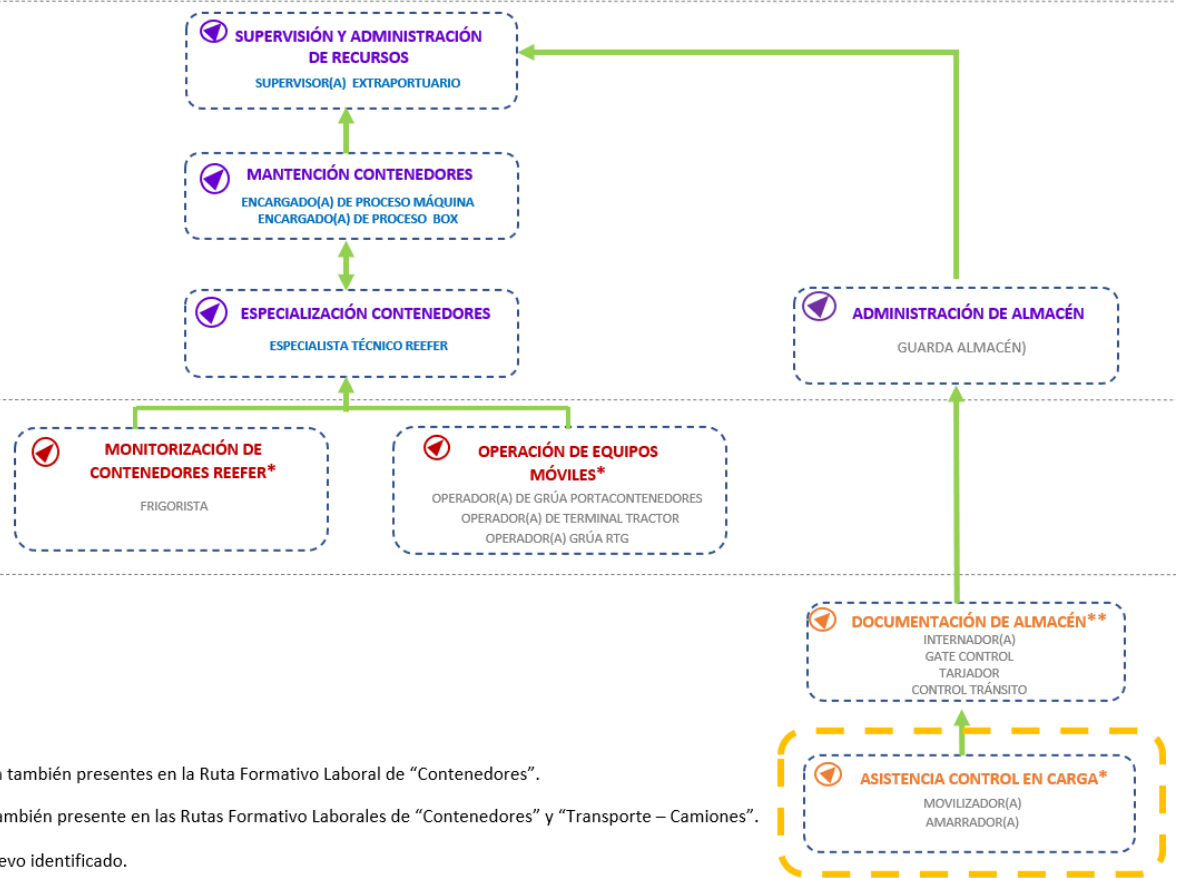 SUPERVISIÓN Y ADMINISTRACIÓN
DE RECURSOS
SUPERVISOR(A) EXTRAPORTUARIO
MANTENCIÓN CONTENEDORES
ENCARGADO(A) DE PROCESO MÁQUINA
ENCARGADO(A) DE PROCESO BOX
ESPECIALIZACIÓN CONTENEDORES
ESPECIALISTA TÉCNICO REEFER
ADMINISTRACIÓN DE ALMACÉN
GUARDA ALMACÉN)
MONITORIZACIÓN DE
CONTENEDORES REEFER*
FRIGORISTA
OPERACIÓN DE EQUIPOS
MÓVILES*
OPERADOR(A) DE GRÚA PORTACONTENEDORES
OPERADOR(A) DE TERMINAL TRACTOR
OPERADOR(A) GRÚA RTG
DOCUMENTACIÓN DE ALMACÉN**
INTERNADOR(A)
GATE CONTROL
TARJADOR
CONTROL TRÁNSITO
ASISTENCIA CONTROL EN CARGA*
MOVILIZADOR(A)
AMARRADOR(A)
también presentes en la Ruta Formativo Laboral de “Contenedores”.
ambién presente en las Rutas Formativo Laborales de “Contenedores” y “Transporte – Camiones”.
evo identificado.